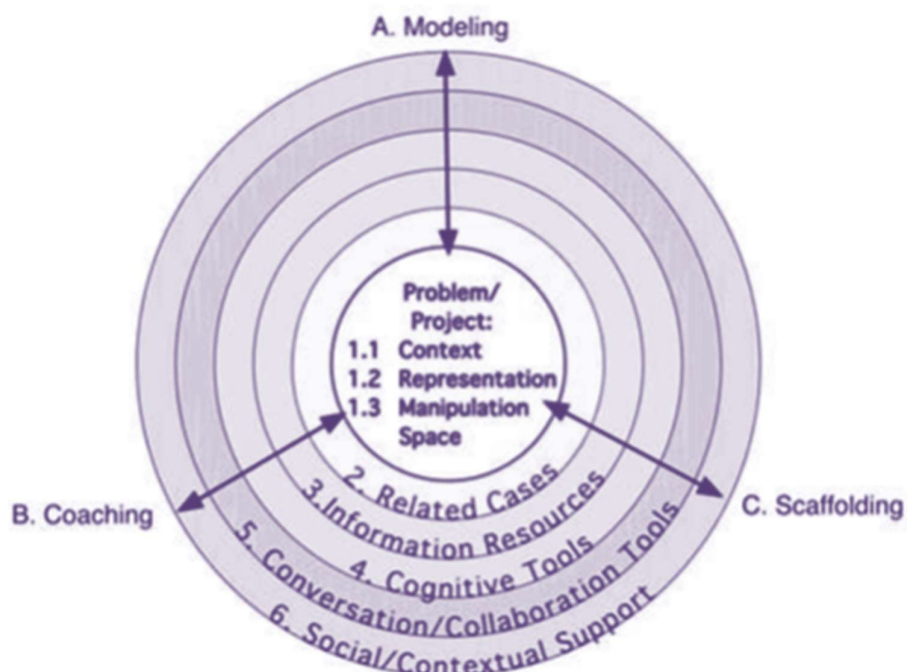 A. Modeling
Problem/
Project:
1.1 Context
1.2 Representation
1.3 Manipulation
Space
2. Related Cases
3.Information Resources
4. Cognitive Tools
5. Conversation/Collaboration Tools
6. Social/Contextual Support
B. Coaching
C. Scaffolding